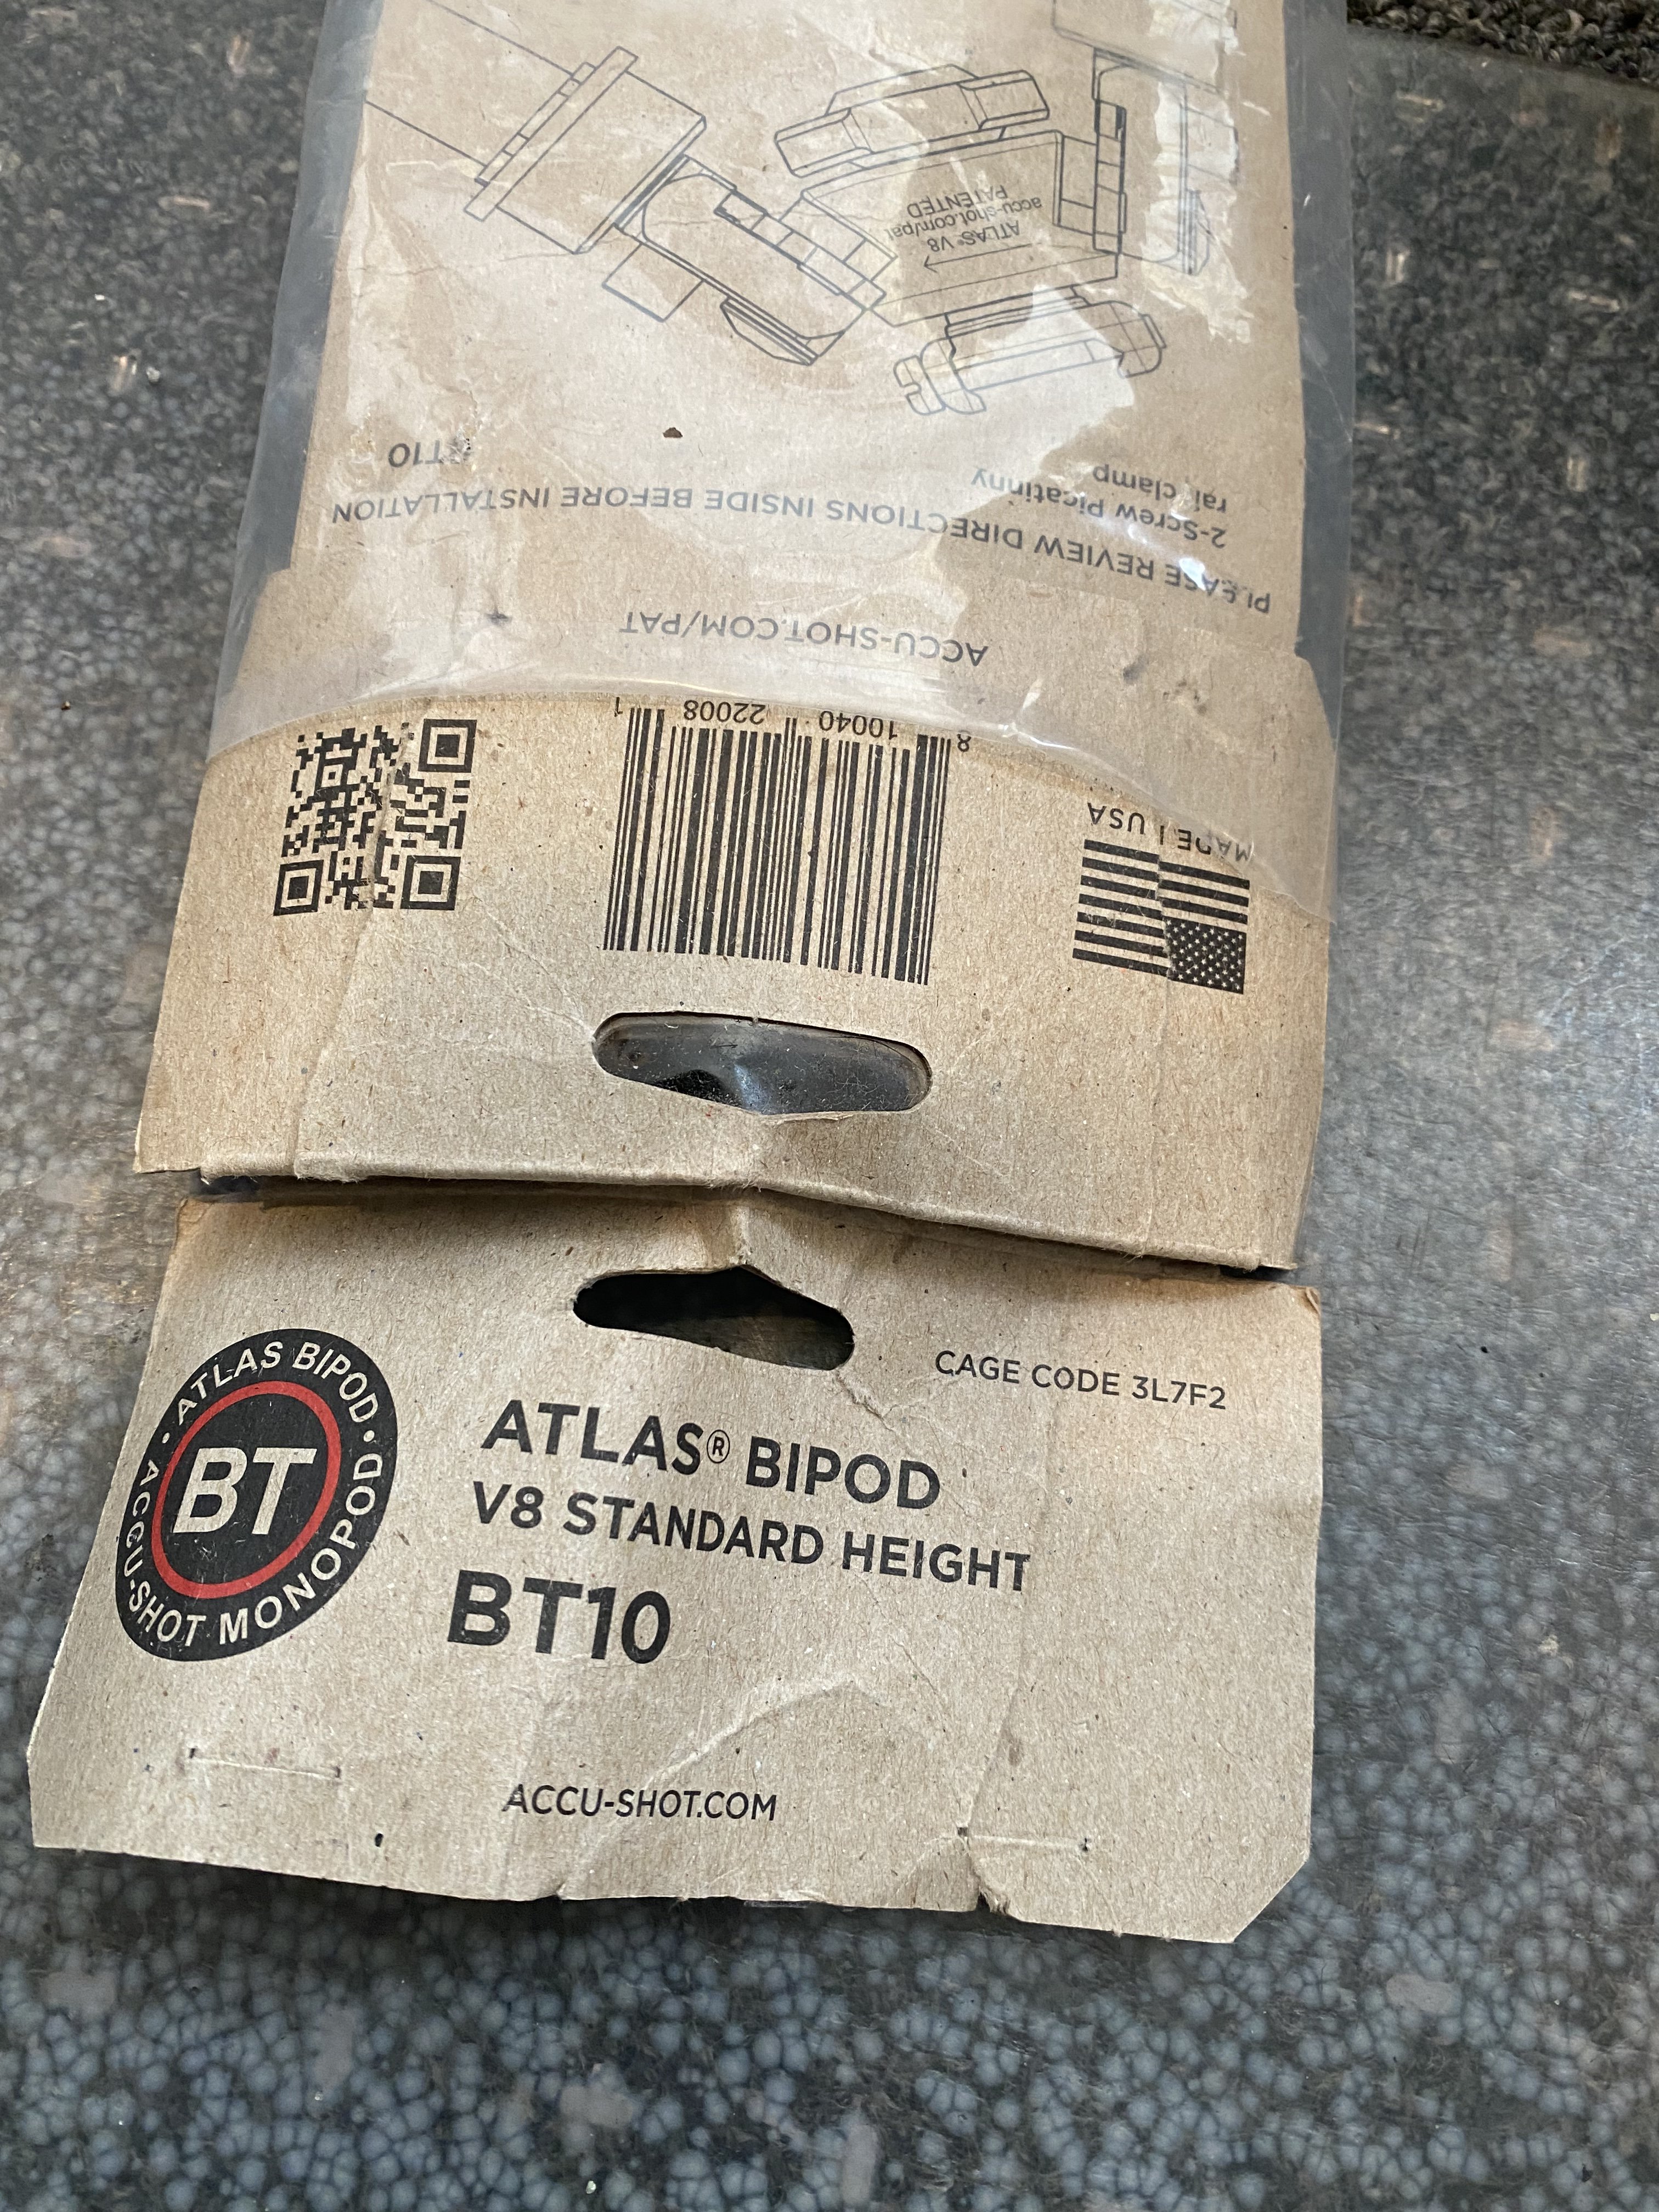 ATLAS® V8
accu-shot.com/pat
PATENTED
2-Screw Picatinny
rail clamp
BT10
PLEASE REVIEW DIRECTIONS INSIDE BEFORE INSTALLATION
ACCU-SHOT.COM/PAT
MADE I USA
8 10040 22008 1
ATLAS BIPOD
BT
ACCU-SHOT MONOPOD
CAGE CODE 3L7F2
ATLAS® BIPOD
V8 STANDARD HEIGHT
BT10
ACCU-SHOT.COM